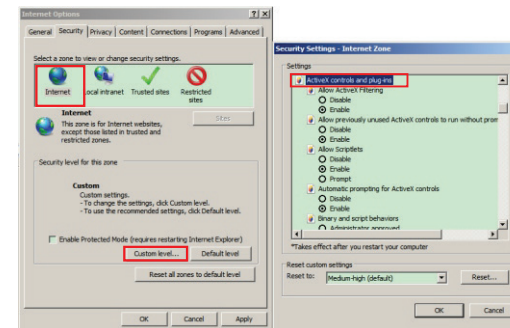 Internet Options
General Security Privacy Content Connections Programs Advanced
Select a zone to view or change security settings.
Internet Local intranet Trusted sites Restricted sites
Internet
This zone is for Internet websites,
except those listed in trusted and
restricted zones.
Sites
Security level for this zone
Custom
Custom settings.
- To change the settings, click Custom level.
- To use the recommended settings, click Default level.
Enable Protected Mode (requires restarting Internet Explorer)
Custom level... Default level
Reset all zones to default level
OK Cancel Apply
Security Settings - Internet Zone
Settings
ActiveX controls and plug-ins
Allow ActiveX Filtering
Disable
Enable
Allow previously unused ActiveX controls to run without prom
Disable
Enable
Allow Scriptlets
Disable
Enable
Prompt
Automatic prompting for ActiveX controls
Disable
Enable
Binary and script behaviors
Administrator approved
*Takes effect after you restart your computer
Reset custom settings
Reset to: Medium-high (default) Reset...
OK Cancel